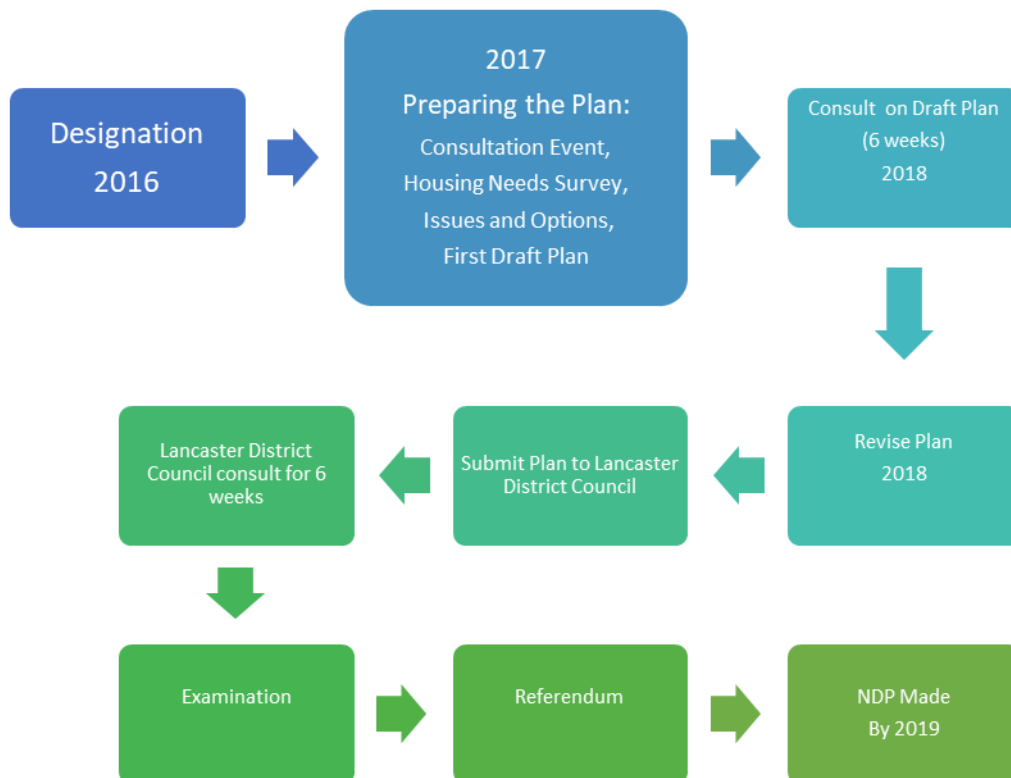 Designation
2016
2017
Preparing the Plan:
Consultation Event,
Housing Needs Survey,
Issues and Options,
First Draft Plan
Consult on Draft Plan
(6 weeks)
2018
Revise Plan
2018
Submit Plan to Lancaster
District Council
Lancaster District
Council consult for 6
weeks
Examination
Referendum
NDP Made
By 2019